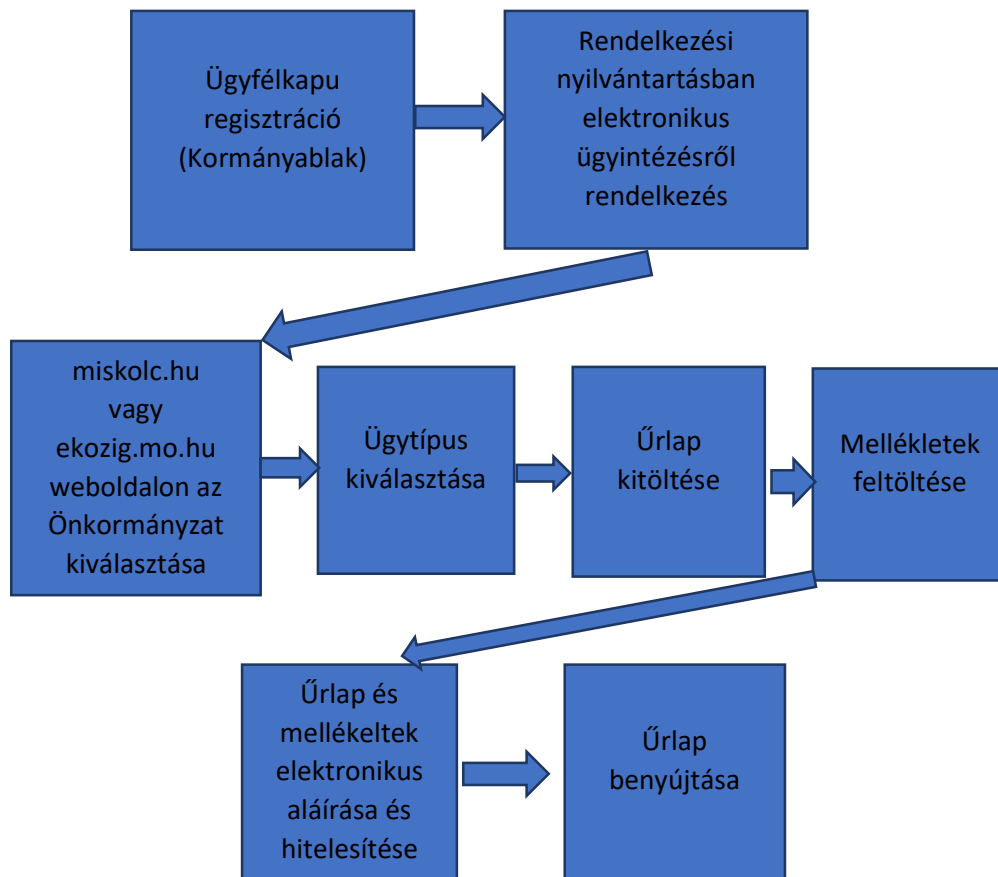 Ügyfélkapu
regisztráció
(Kormányablak)
Rendelkezési
nyilvántartásban
elektronikus
ügyintézésről
rendelkezés
miskolc.hu
vagy
ekozig.mo.hu
weboldalon az
Önkormányzat
kiválasztása
Ügytípus
kiválasztása
Űrlap
kitöltése
Mellékletek
feltöltése
Űrlap és
mellékeltek
elektronikus
aláírása és
hitelesítése
Űrlap
benyújtása